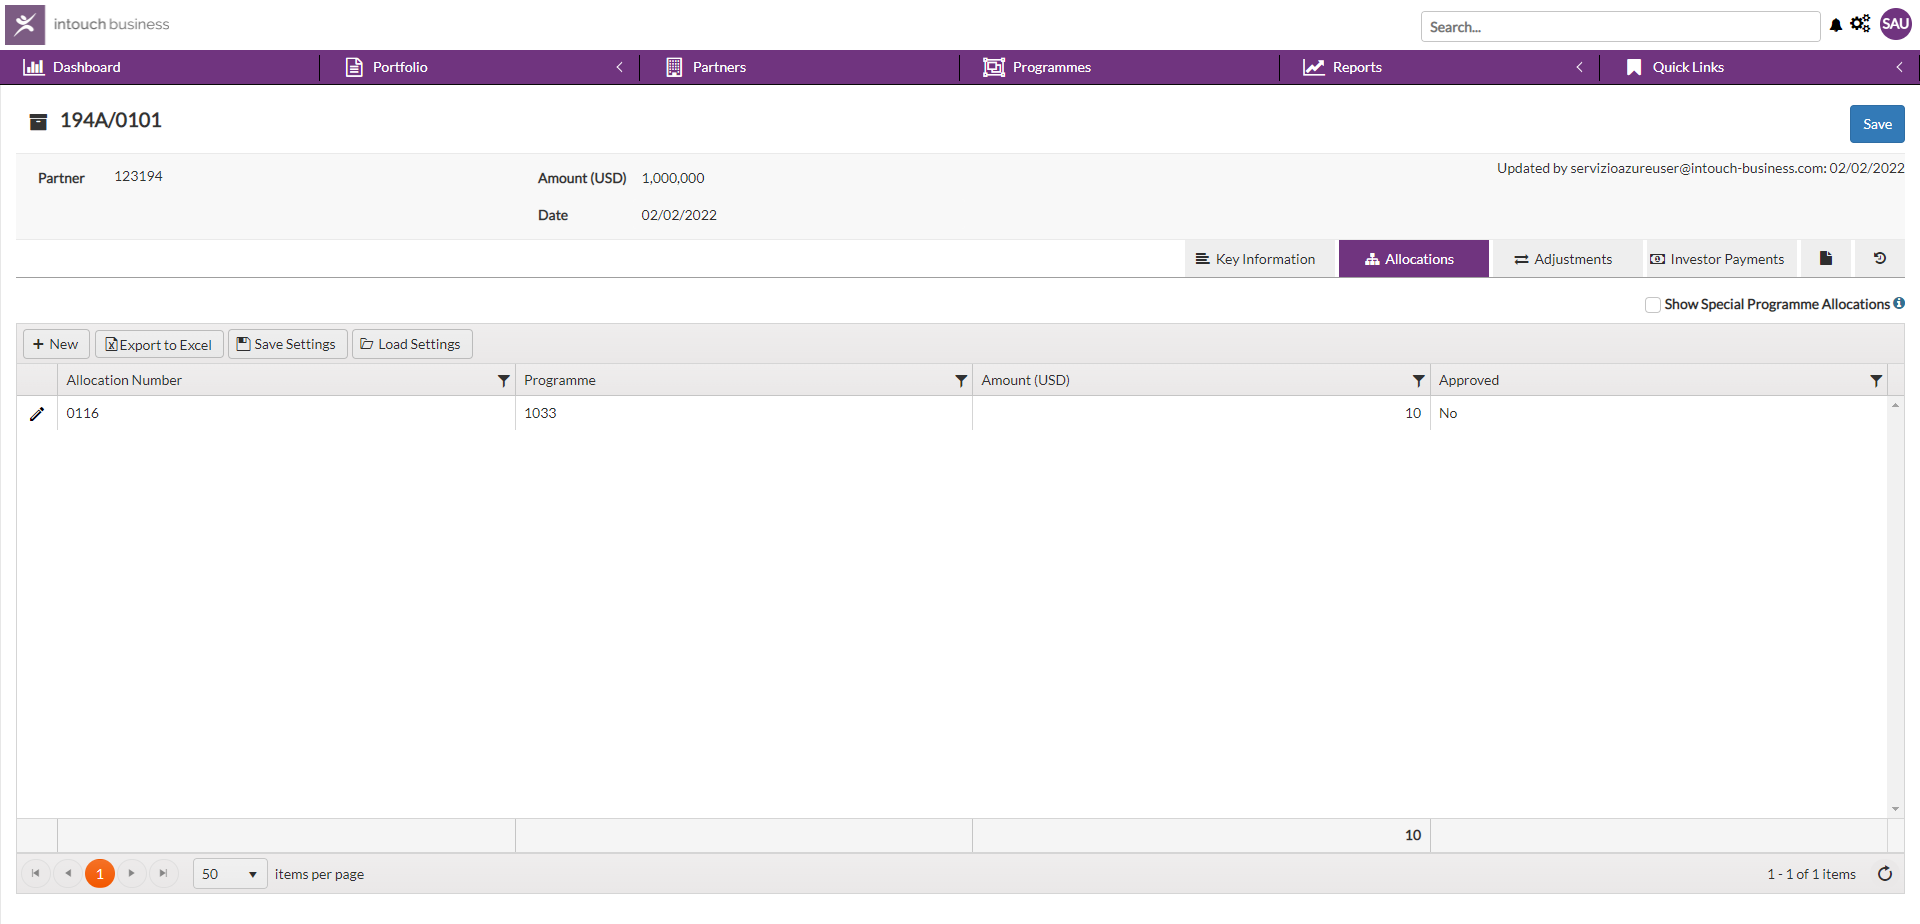 intouch business
Search...
SAU
Dashboard
Portfolio
Partners
Programmes
Reports
Quick Links
194A/0101
Save
Partner 123194
Amount (USD) 1,000,000
Date 02/02/2022
Updated by servizioazureuser@intouch-business.com: 02/02/2022
Key Information
Allocations
Adjustments
Investor Payments
Show Special Programme Allocations
New
Export to Excel
Save Settings
Load Settings
Allocation Number Programme Amount (USD) Approved
0116 1033 10 No
10
1
50
items per page
1 - 1 of 1 items